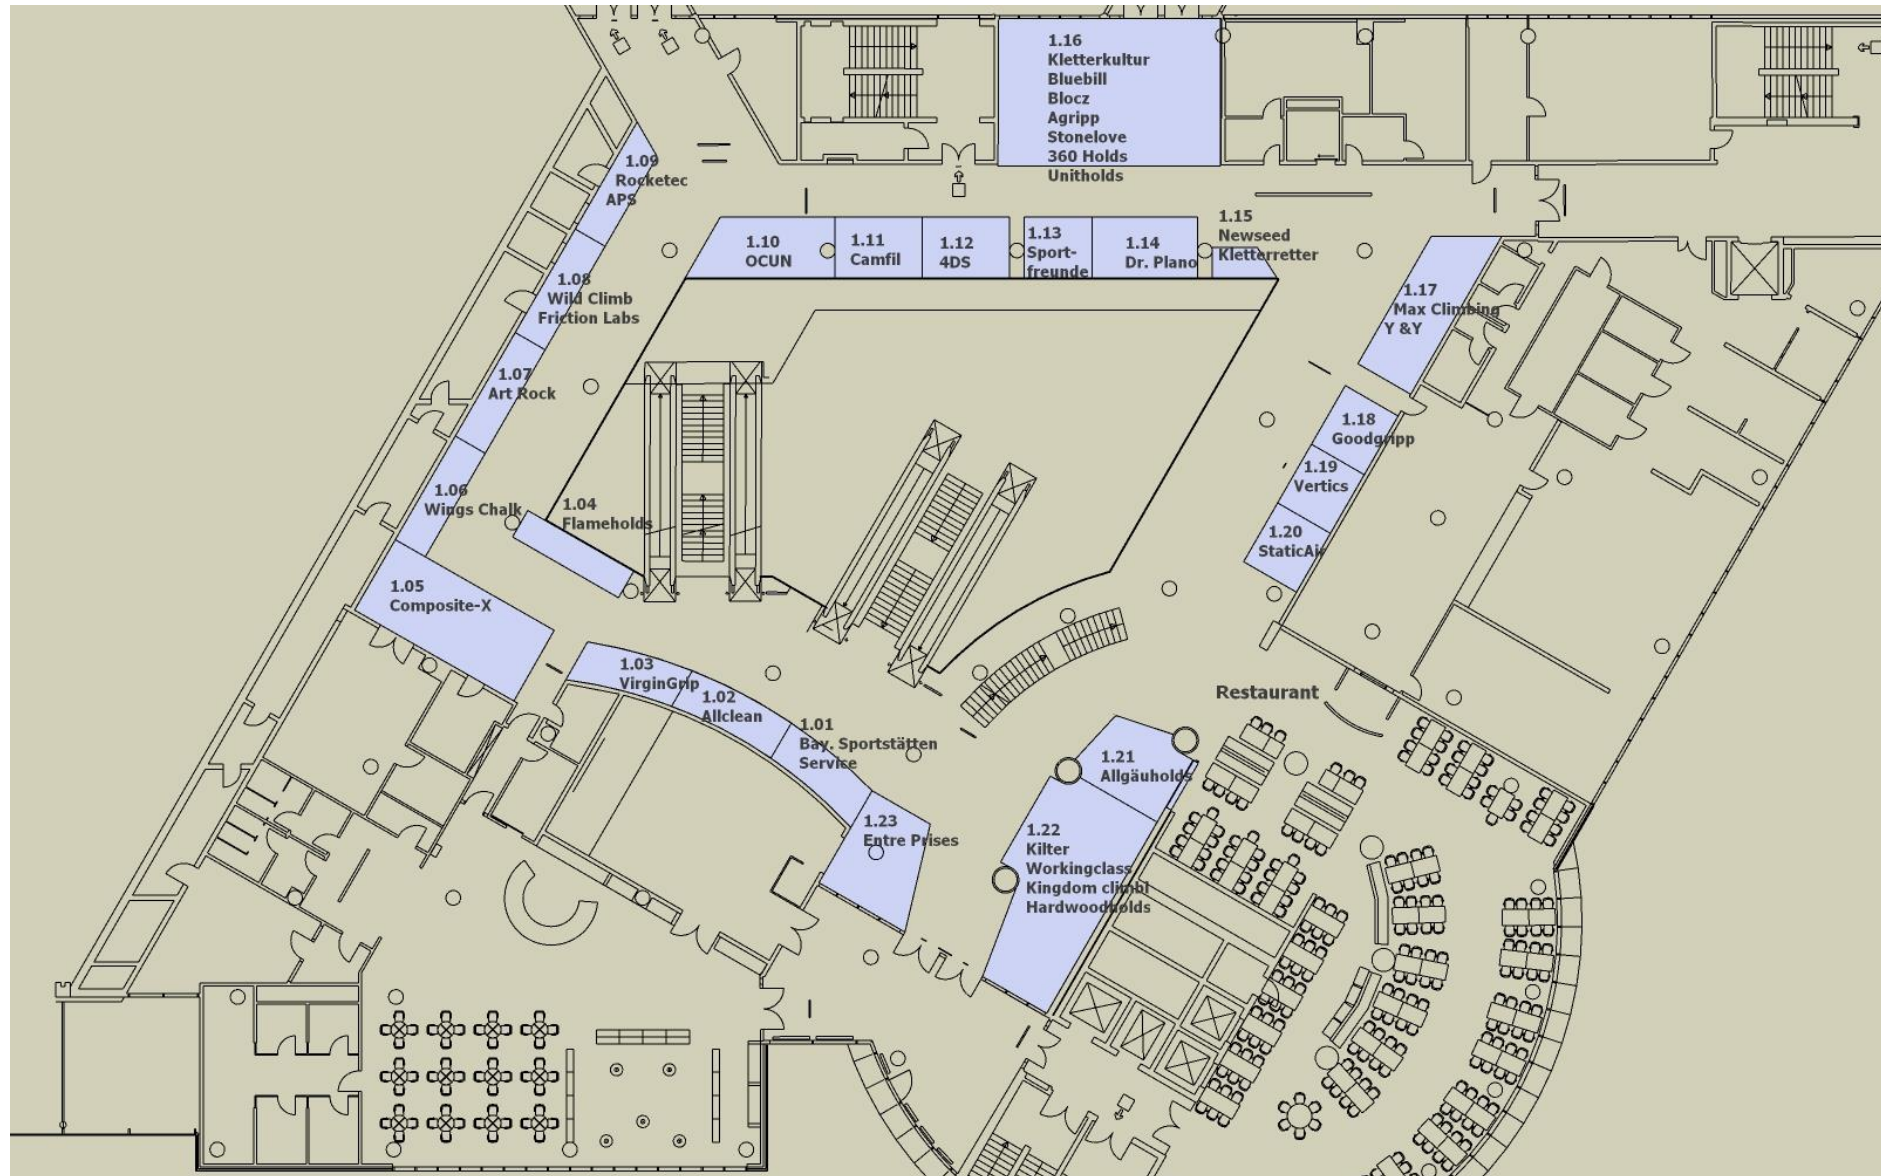 1.16
Kletterkultur
Bluebill
Blocz
Agripp
Stonelove
360 Holds
Unitholds
1.09
Rocketec
APS
1.10
OCUN
1.11
Camfil
1.12
4DS
1.13
Sport-
freunde
1.14
Dr. Plano
1.15
Newseed
Kletterretter
1.08
Wild Climb
Friction Labs
1.17
Max Climbing
Y &Y
1.07
Art Rock
1.18
Goodgripp
1.19
Vertics
1.06
Wings Chalk
1.04
Flameholds
1.20
StaticAir
1.05
Composite-X
1.03
VirginGrip
1.02
Allclean
1.01
Bay. Sportstätten
Service
Restaurant
1.21
Allgäuholds
1.23
Entre Prises
1.22
Kilter
Workingclass
Kingdom climbl
Hardwoodholds